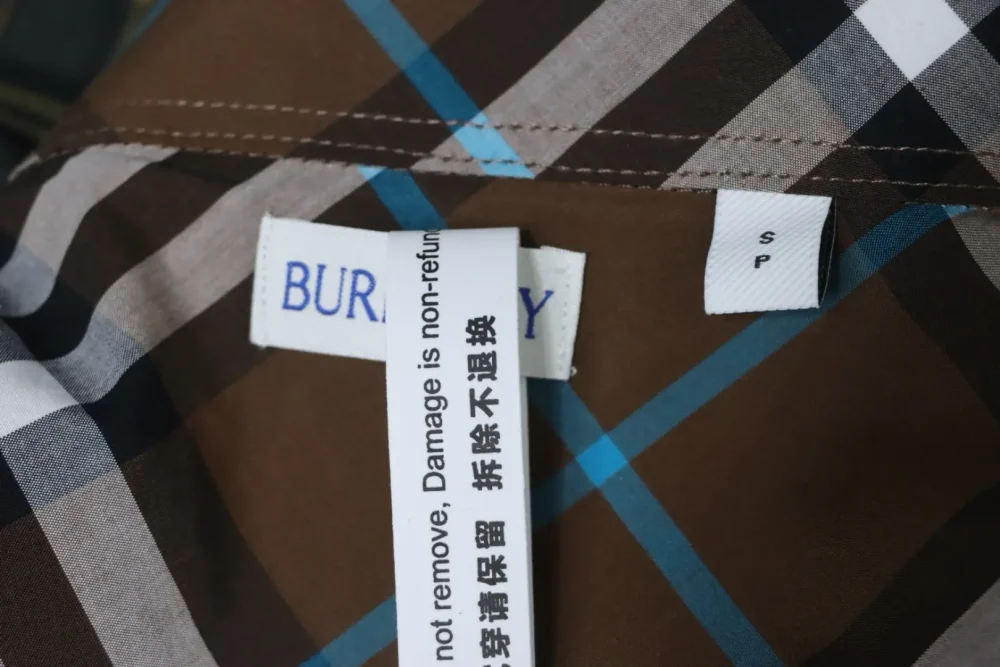 BUR
Y
S
P
not remove, Damage is non-refun
穿请保留 拆除不退换